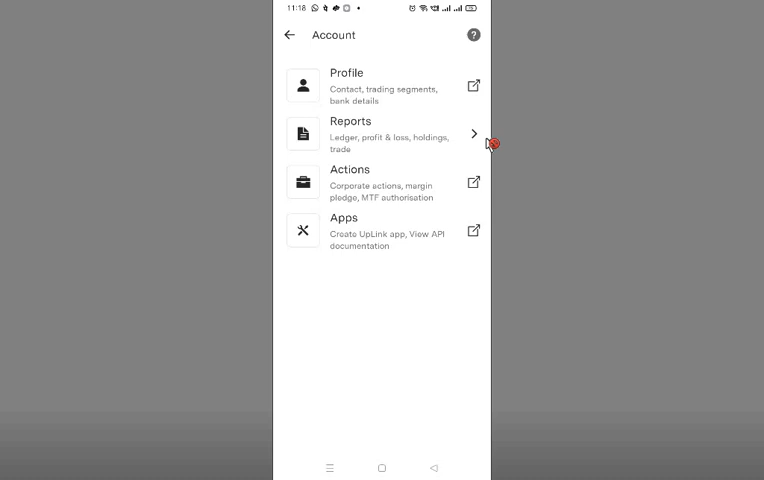 11:18
Account
?
Profile
Contact, trading segments,
bank details
Reports
Ledger, profit & loss, holdings,
trade
Actions
Corporate actions, margin
pledge, MTF authorisation
Apps
Create UpLink app, View API
documentation